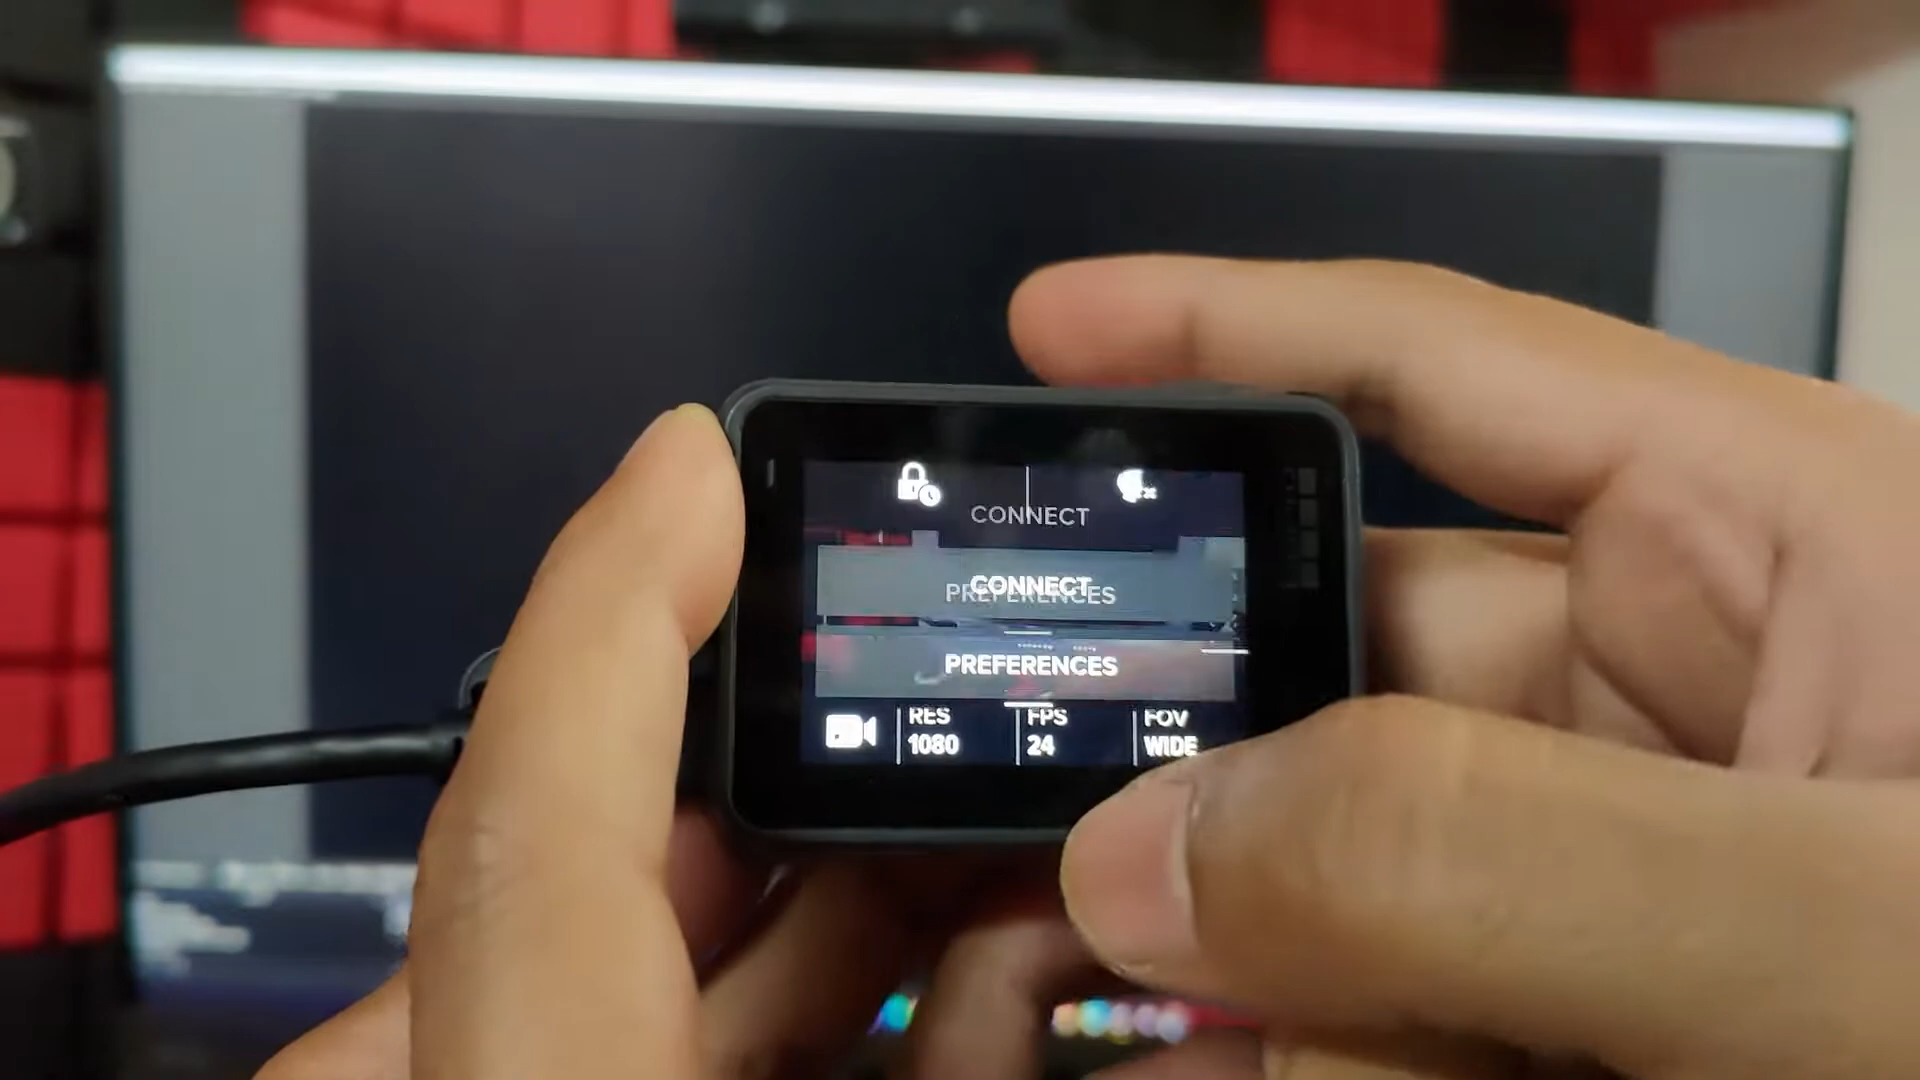 CONNECT
CONNECT
PREFERENCES
PREFERENCES
RES FPS FOV
1080 24 WIDE